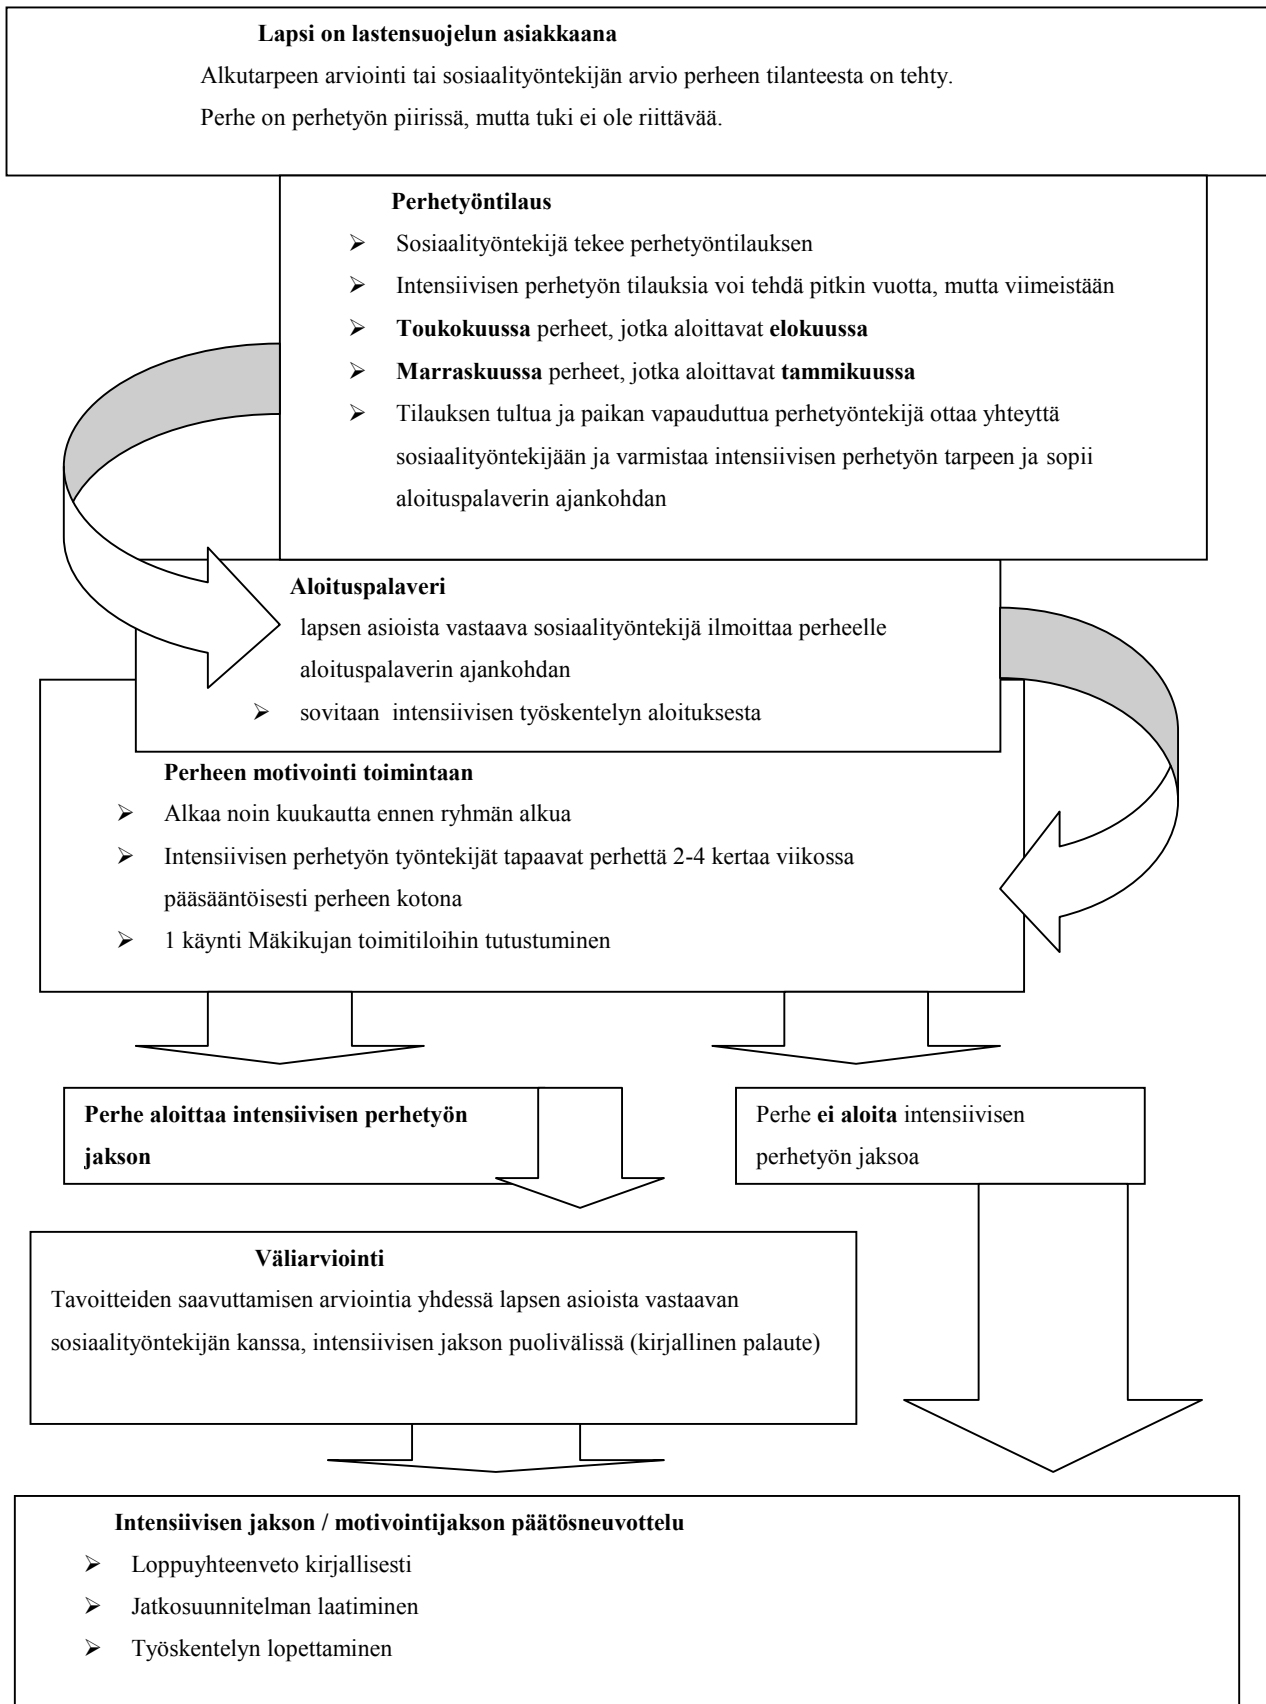 Lapsi on lastensuojelun asiakkaana
Alkutarpeen arviointi tai sosiaalityöntekijän arvio perheen tilanteesta on tehty.
Perhe on perhetyön piirissä, mutta tuki ei ole riittävää.
Perhetyöntilaus
➢ Sosiaalityöntekijä tekee perhetyöntilauksen
➢ Intensiivisen perhetyön tilauksia voi tehdä pitkin vuotta, mutta viimeistään
➢ Toukokuussa perheet, jotka aloittavat elokuussa
➢ Marraskuussa perheet, jotka aloittavat tammikuussa
➢ Tilauksen tultua ja paikan vapauduttua perhetyöntekijä ottaa yhteyttä
sosiaalityöntekijään ja varmistaa intensiivisen perhetyön tarpeen ja sopii
aloituspalaverin ajankohdan
Aloituspalaveri
lapsen asioista vastaava sosiaalityöntekijä ilmoittaa perheelle
aloituspalaverin ajankohdan
➢ sovitaan intensiivisen työskentelyn aloituksesta
Perheen motivointi toimintaan
➢ Alkaa noin kuukautta ennen ryhmän alkua
➢ Intensiivisen perhetyön työntekijät tapaavat perhettä 2-4 kertaa viikossa
pääsääntöisesti perheen kotona
➢ 1 käynti Mäkikujan toimitiloihin tutustuminen
Perhe aloittaa intensiivisen perhetyön
jakson
Perhe ei aloita intensiivisen
perhetyön jaksoa
Väliarviointi
Tavoitteiden saavuttamisen arviointia yhdessä lapsen asioista vastaavan
sosiaalityöntekijän kanssa, intensiivisen jakson puolivälissä (kirjallinen palaute)
Intensiivisen jakson / motivointijakson päätösneuvottelu
➢ Loppuyhteenveto kirjallisesti
➢ Jatkosuunnitelman laatiminen
➢ Työskentelyn lopettaminen